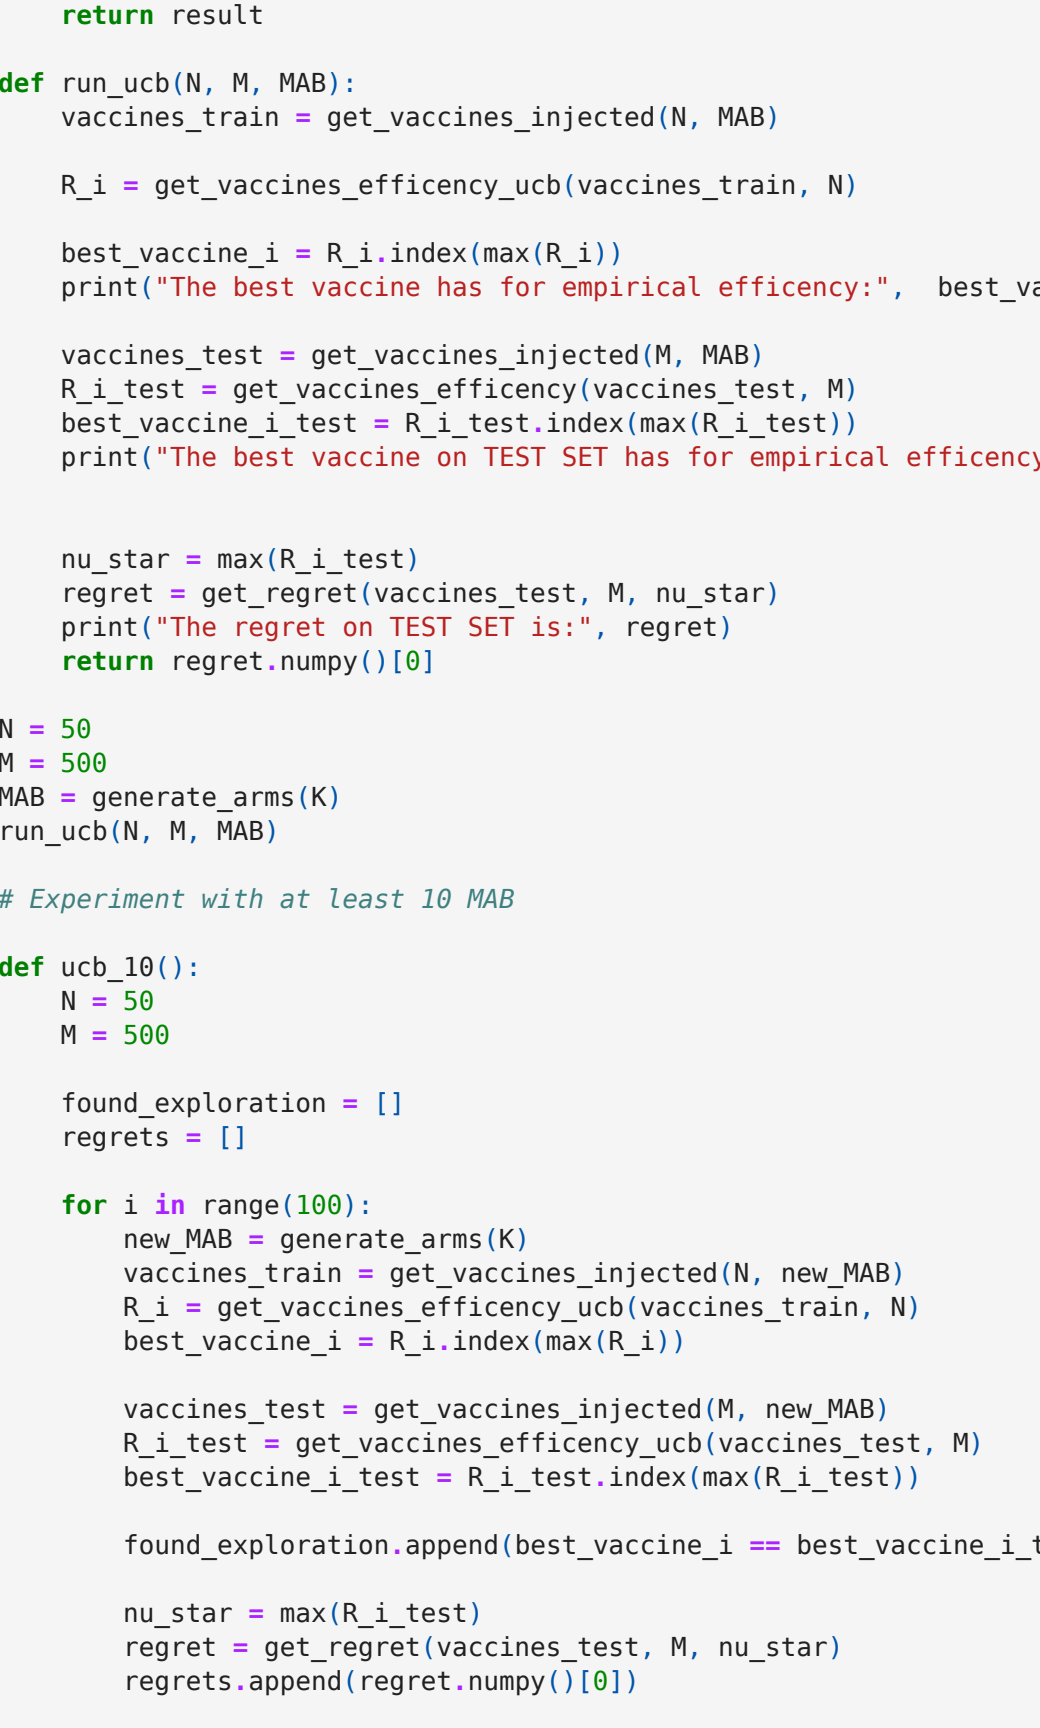 return result

def run_ucb(N, M, MAB):
    vaccines_train = get_vaccines_injected(N, MAB)

    R_i = get_vaccines_efficency_ucb(vaccines_train, N)

    best_vaccine_i = R_i.index(max(R_i))
    print("The best vaccine has for empirical efficency:",  best_va

    vaccines_test = get_vaccines_injected(M, MAB)
    R_i_test = get_vaccines_efficency(vaccines_test, M)
    best_vaccine_i_test = R_i_test.index(max(R_i_test))
    print("The best vaccine on TEST SET has for empirical efficency


    nu_star = max(R_i_test)
    regret = get_regret(vaccines_test, M, nu_star)
    print("The regret on TEST SET is:", regret)
    return regret.numpy()[0]

N = 50
M = 500
MAB = generate_arms(K)
run_ucb(N, M, MAB)

# Experiment with at least 10 MAB

def ucb_10():
    N = 50
    M = 500

    found_exploration = []
    regrets = []

    for i in range(100):
        new_MAB = generate_arms(K)
        vaccines_train = get_vaccines_injected(N, new_MAB)
        R_i = get_vaccines_efficency_ucb(vaccines_train, N)
        best_vaccine_i = R_i.index(max(R_i))

        vaccines_test = get_vaccines_injected(M, new_MAB)
        R_i_test = get_vaccines_efficency_ucb(vaccines_test, M)
        best_vaccine_i_test = R_i_test.index(max(R_i_test))

        found_exploration.append(best_vaccine_i == best_vaccine_i_t

        nu_star = max(R_i_test)
        regret = get_regret(vaccines_test, M, nu_star)
        regrets.append(regret.numpy()[0])